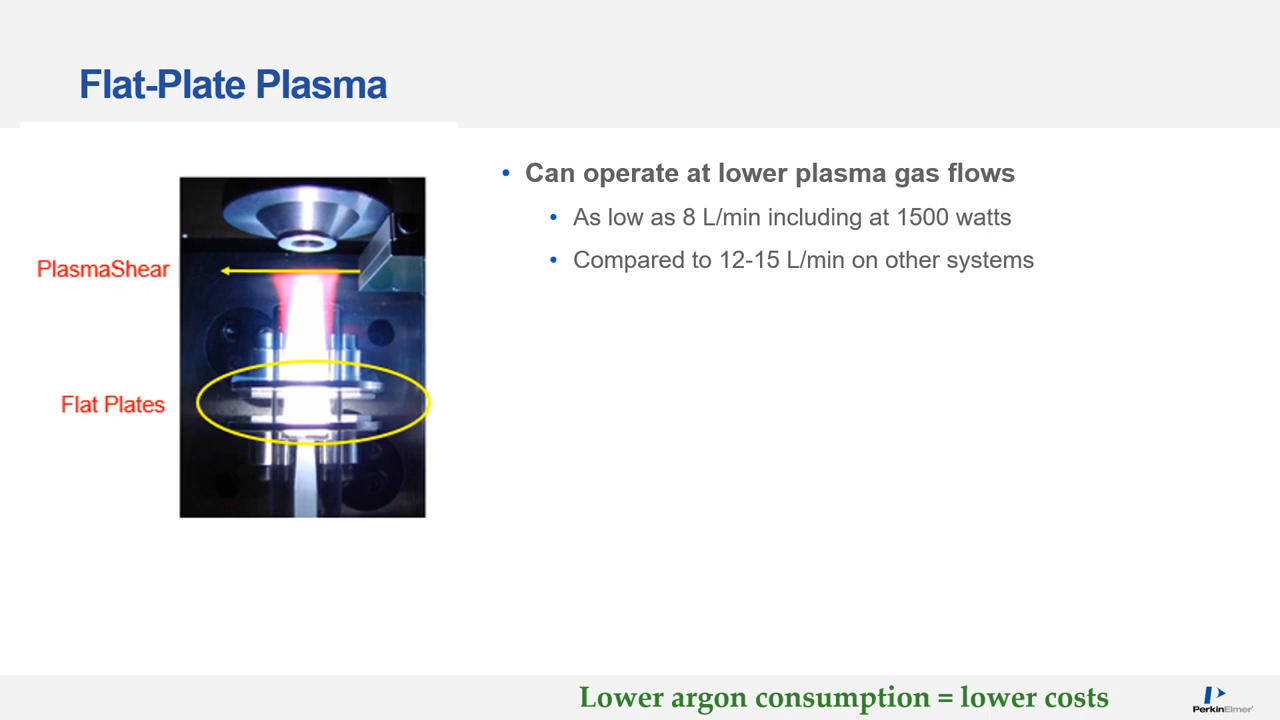 Flat-Plate Plasma
• Can operate at lower plasma gas flows
• As low as 8 L/min including at 1500 watts
• Compared to 12-15 L/min on other systems
PlasmaShear
Flat Plates
Lower argon consumption = lower costs
PerkinElmer